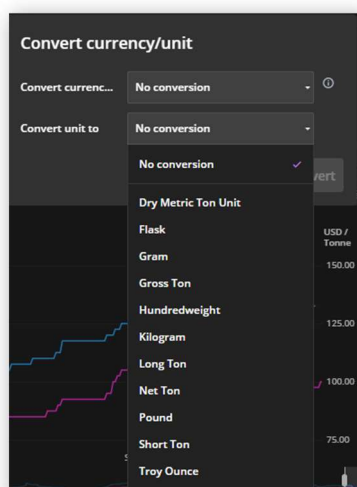 Convert currency/unit
Convert currenc... No conversion
Convert unit to No conversion
No conversion
vert
Dry Metric Ton Unit
Flask
Gram
Gross Ton
Hundredweight
Kilogram
Long Ton
Net Ton
Pound
Short Ton
Troy Ounce
USD /
Tonne
150.00
125.00
100.00
75.00
S